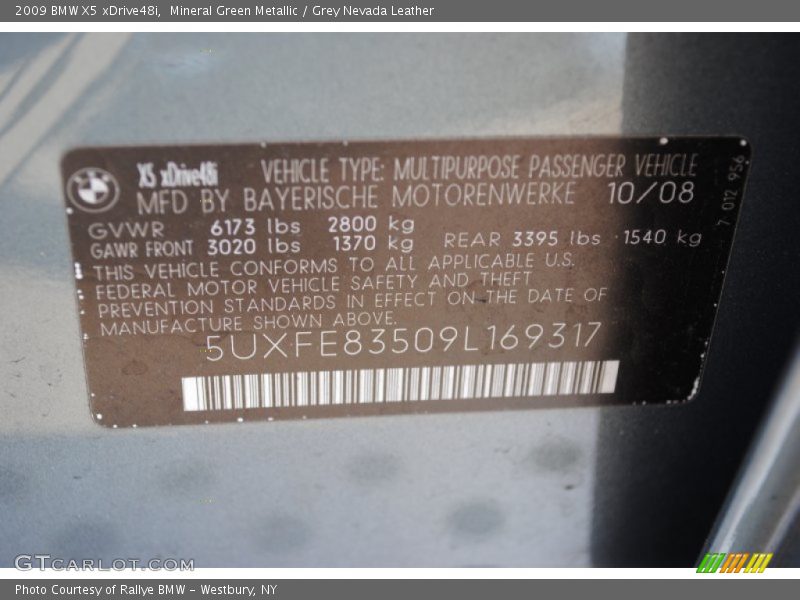 2009 BMW X5 xDrive48i, Mineral Green Metallic / Grey Nevada Leather
X5 xDrive48i VEHICLE TYPE: MULTIPURPOSE PASSENGER VEHICLE
MFD BY BAYERISCHE MOTORENWERKE 10/08
GVWR 6173 lbs 2800 kg
GAWR FRONT 3020 lbs 1370 kg REAR 3395 lbs 1540 kg
THIS VEHICLE CONFORMS TO ALL APPLICABLE U.S.
FEDERAL MOTOR VEHICLE SAFETY AND THEFT
PREVENTION STANDARDS IN EFFECT ON THE DATE OF
MANUFACTURE SHOWN ABOVE.
5UXFE83509L169317
7 012 956
GTCARLOT.COM
Photo Courtesy of Rallye BMW - Westbury, NY